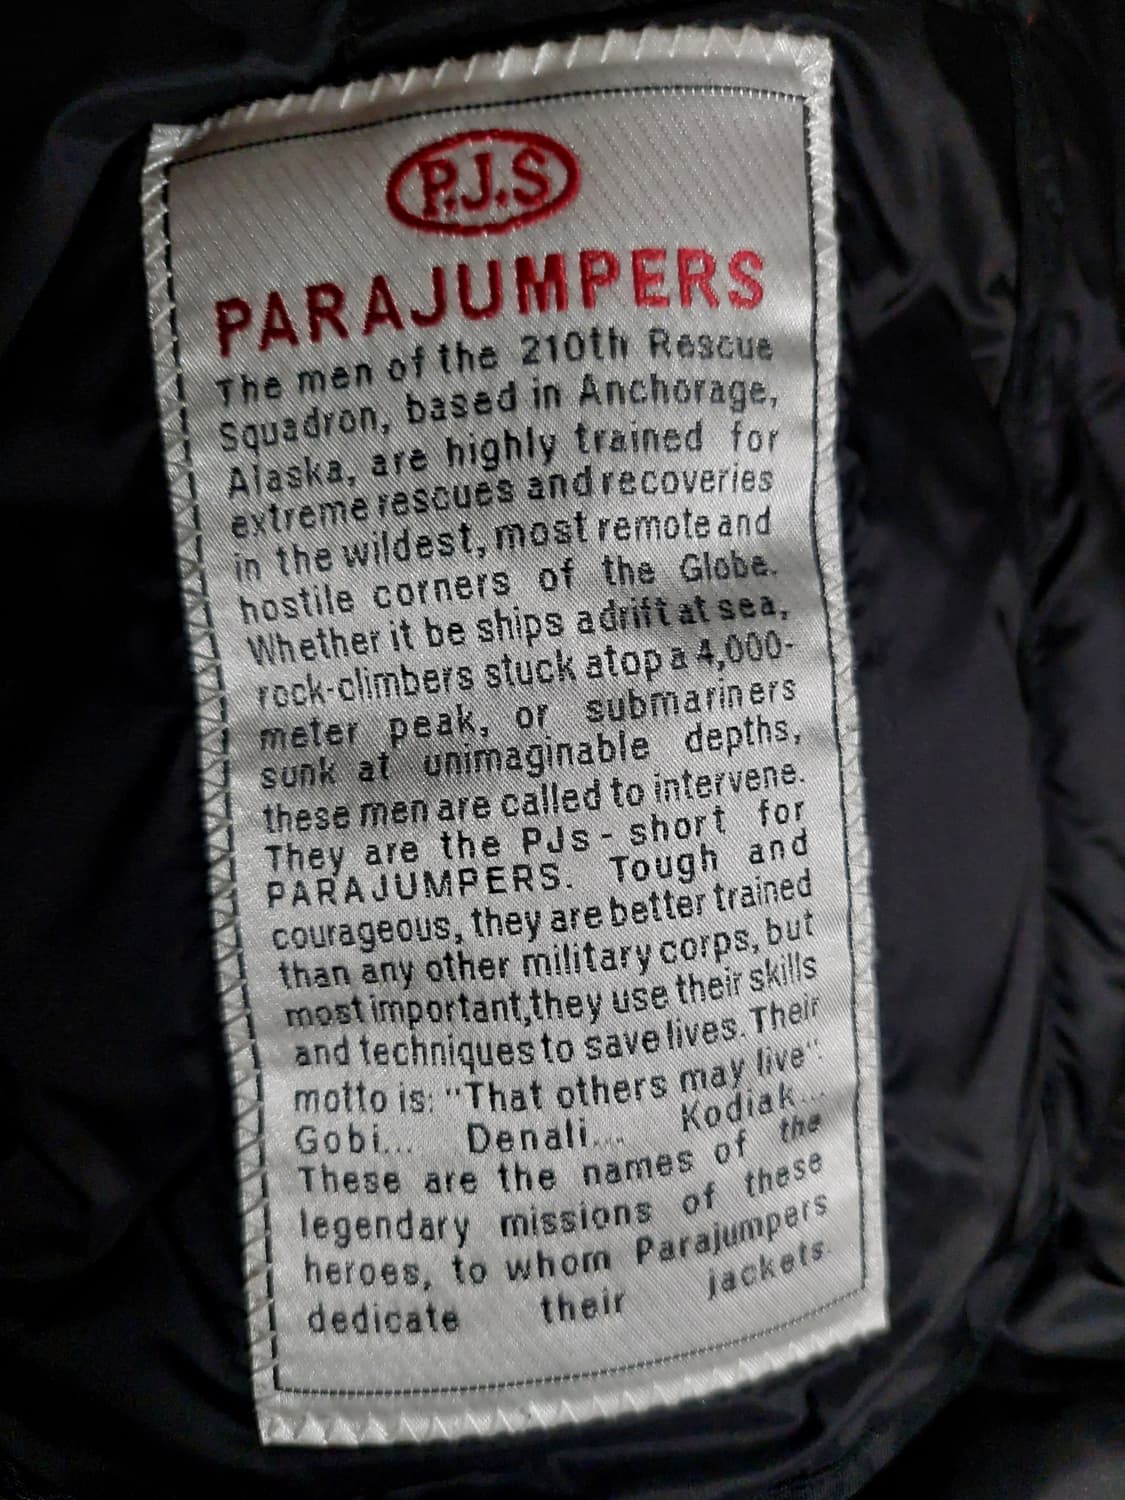 P.J.S
PARAJUMPERS
The men of the 210th Rescue
Squadron, based in Anchorage,
Alaska, are highly trained for
extreme rescues and recoveries
in the wildest, most remote and
hostile corners of the Globe.
Whether it be ships adrift at sea,
rock-climbers stuck atop a 4,000-
meter peak, or submariners
sunk at unimaginable depths,
these men are called to intervene.
They are the PJs - short for
PARAJUMPERS. Tough and
courageous, they are better trained
than any other military corps, but
most important,they use their skills
and techniques to save lives. Their
motto is: "That others may live".
Gobi... Denali... Kodiak...
These are the names of the
legendary missions of these
heroes, to whom Parajumpers
dedicate their jackets.